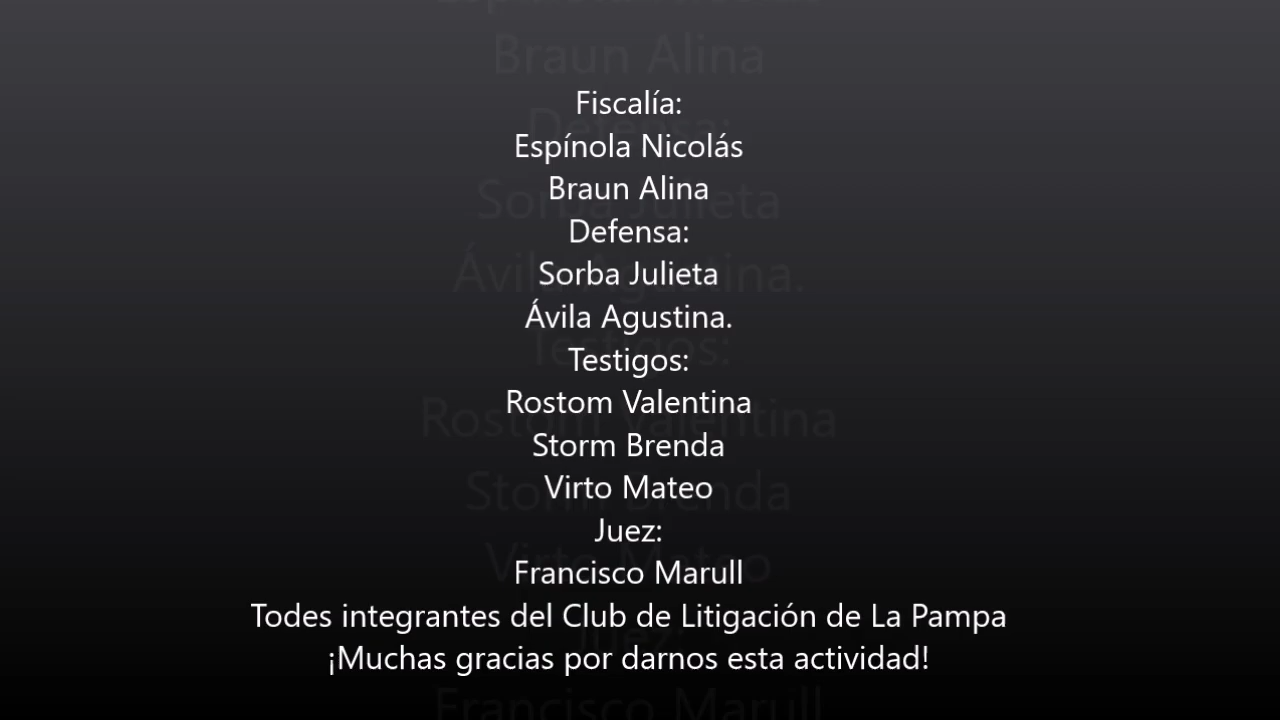 Fiscalía:
Espínola Nicolás
Braun Alina
Defensa:
Sorba Julieta
Ávila Agustina.
Testigos:
Rostom Valentina
Storm Brenda
Virto Mateo
Juez:
Francisco Marull
Todes integrantes del Club de Litigación de La Pampa
¡Muchas gracias por darnos esta actividad!